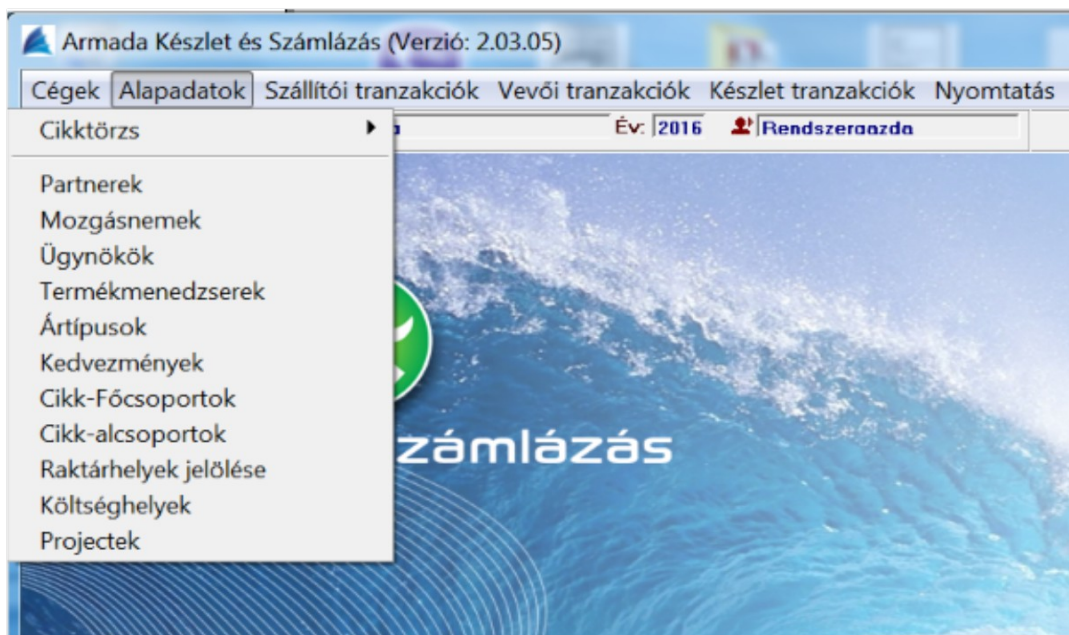 Armada Készlet és Számlázás (Verzió: 2.03.05)
Cégek Alapadatok Szállítói tranzakciók Vevői tranzakciók Készlet tranzakciók Nyomtatás
Cikktörzs
Év: 2016 Rendszergazda
Partnerek
Mozgásnemek
Ügynökök
Termékmenedzserek
Ártípusok
Kedvezmények
Cikk-Főcsoportok
Cikk-alcsoportok
zámlázás
Raktárhelyek jelölése
Költséghelyek
Projectek